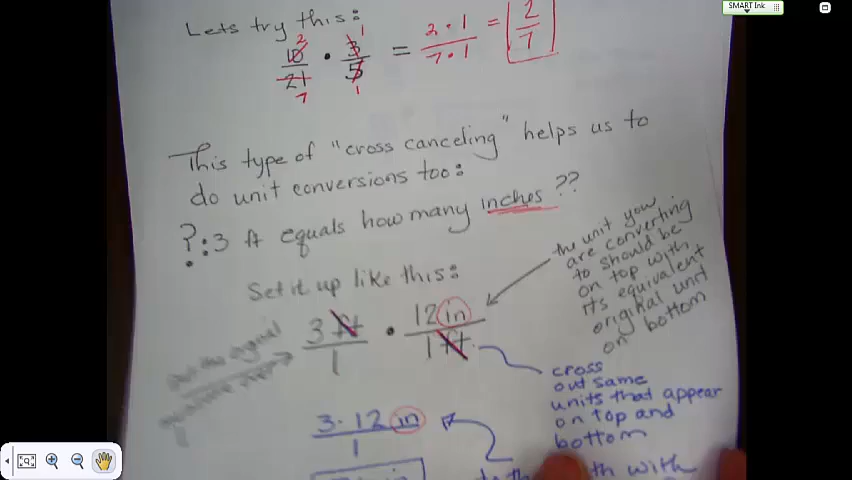 SMART Ink
Lets try this:
10/21 2 7 • 3/5 1 1 = 2 • 1 / 7 • 1 = 2/7
This type of "cross canceling" helps us to
do unit conversions too:
?:3 ft equals how many inches ??
Set it up like this:
3 ft / 1 • 12 in / 1 ft.
the unit your
are converting
to should be
on top with
it's equivalent
original unit
on bottom
cross
out same
units that appear
on top and
bottom
3 · 12 in / 1
with